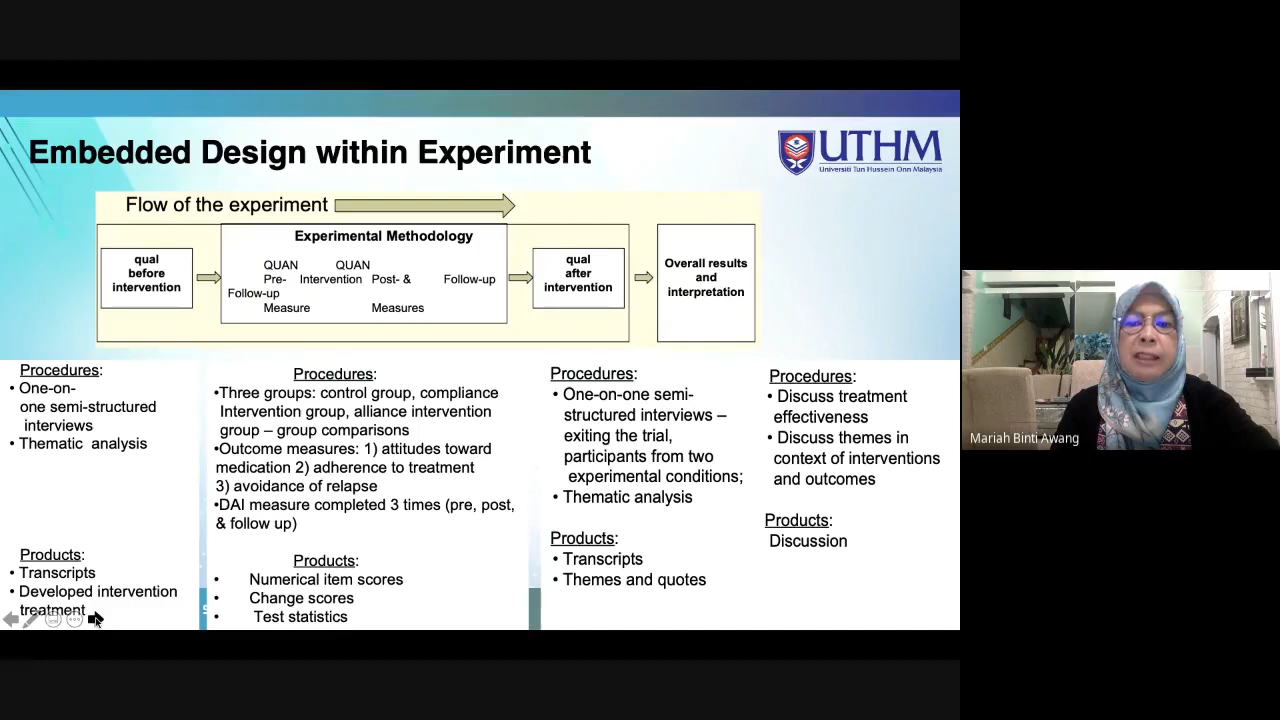 Embedded Design within Experiment
UTHM
Universiti Tun Hussein Onn Malaysia
Flow of the experiment
qual
before
intervention
Experimental Methodology
QUAN QUAN
Pre- Intervention Post- & Follow-up
Follow-up
Measure Measures
qual
after
intervention
Overall results
and
interpretation
Procedures:
• One-on-
one semi-structured
interviews
• Thematic analysis
Products:
• Transcripts
• Developed intervention
treatment
Procedures:
•Three groups: control group, compliance
Intervention group, alliance intervention
group – group comparisons
•Outcome measures: 1) attitudes toward
medication 2) adherence to treatment
3) avoidance of relapse
•DAI measure completed 3 times (pre, post,
& follow up)
Products:
• Numerical item scores
• Change scores
• Test statistics
Procedures:
• One-on-one semi-
structured interviews –
exiting the trial,
participants from two
experimental conditions;
• Thematic analysis
Products:
• Transcripts
• Themes and quotes
Procedures:
• Discuss treatment
effectiveness
• Discuss themes in
context of interventions
and outcomes
Products:
Discussion
Mariah Binti Awang